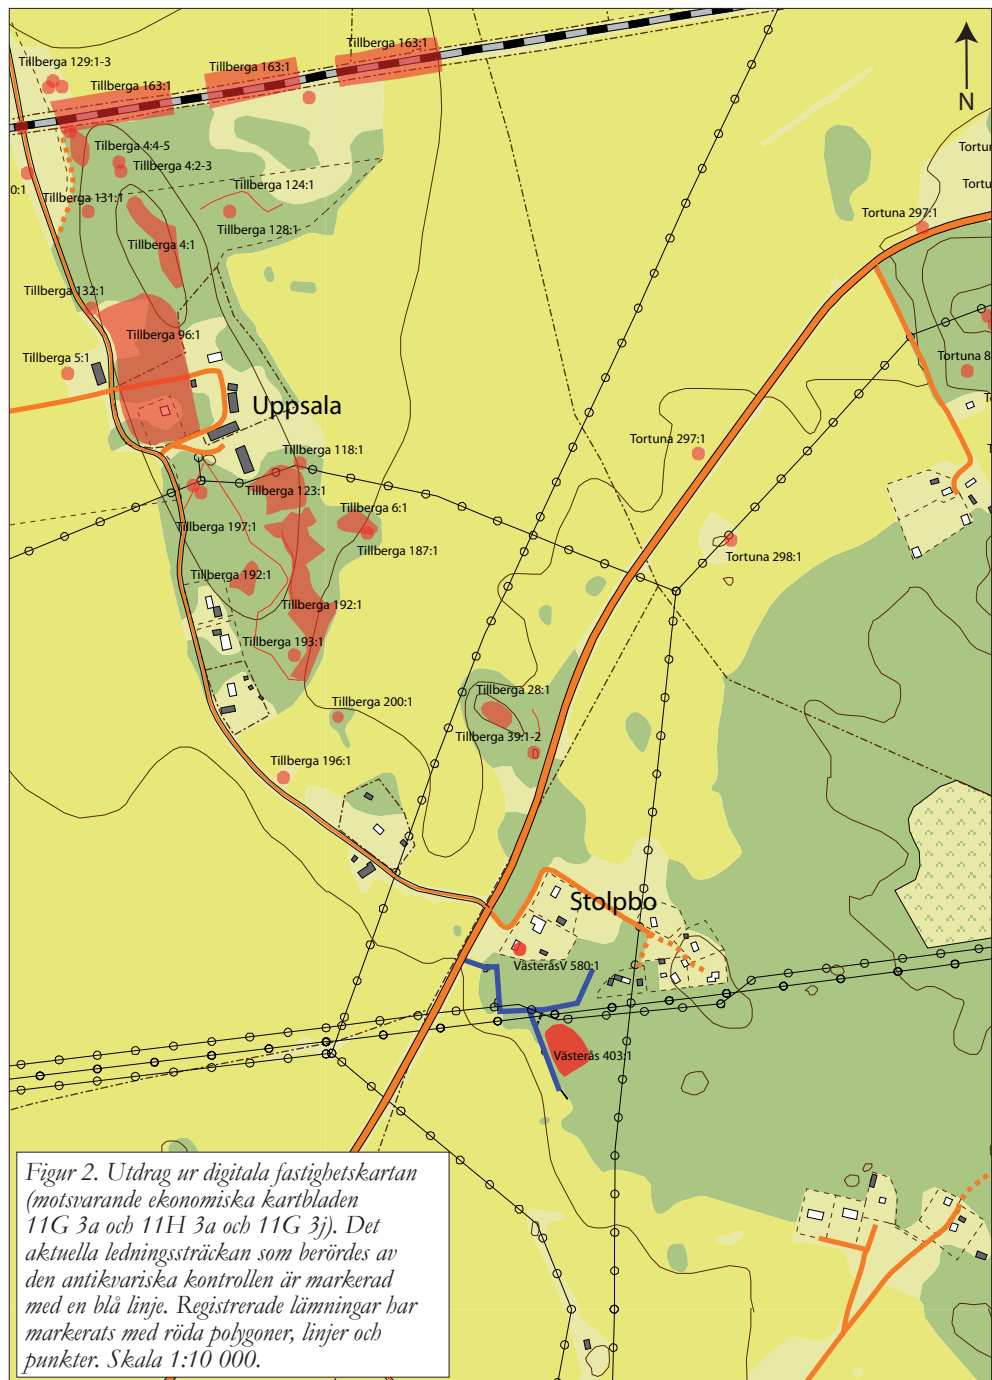 Tillberga 163:1
Tillberga 129:1-3
Tillberga 163:1
Tillberga 163:1
N
Tilberga 4:4-5
Tillberga 4:2-3
Tillberga 124:1
0:1
Tillberga 131:1
Tillberga 128:1
Tortuna 297:1
Tillberga 4:1
Tillberga 132:1
Tillberga 96:1
Tillberga 5:1
Tortuna 8
Uppsala
Tillberga 118:1
Tortuna 297:1
Tillberga 123:1
Tillberga 6:1
Tillberga 197:1
Tillberga 187:1
Tortuna 298:1
Tillberga 192:1
Tillberga 192:1
Tillberga 193:1
Tillberga 28:1
Tillberga 200:1
Tillberga 39:1-2
Tillberga 196:1
Stolpbo
VästeråsV 580:1
Västerås 403:1
Figur 2. Utdrag ur digitala fastighetskartan
(motsvarande ekonomiska kartbladen
11G 3a och 11H 3a och 11G 3j). Det
aktuella ledningssträckan som berördes av
den antikvariska kontrollen är markerad
med en blå linje. Registrerade lämningar har
markerats med röda polygoner, linjer och
punkter. Skala 1:10 000.